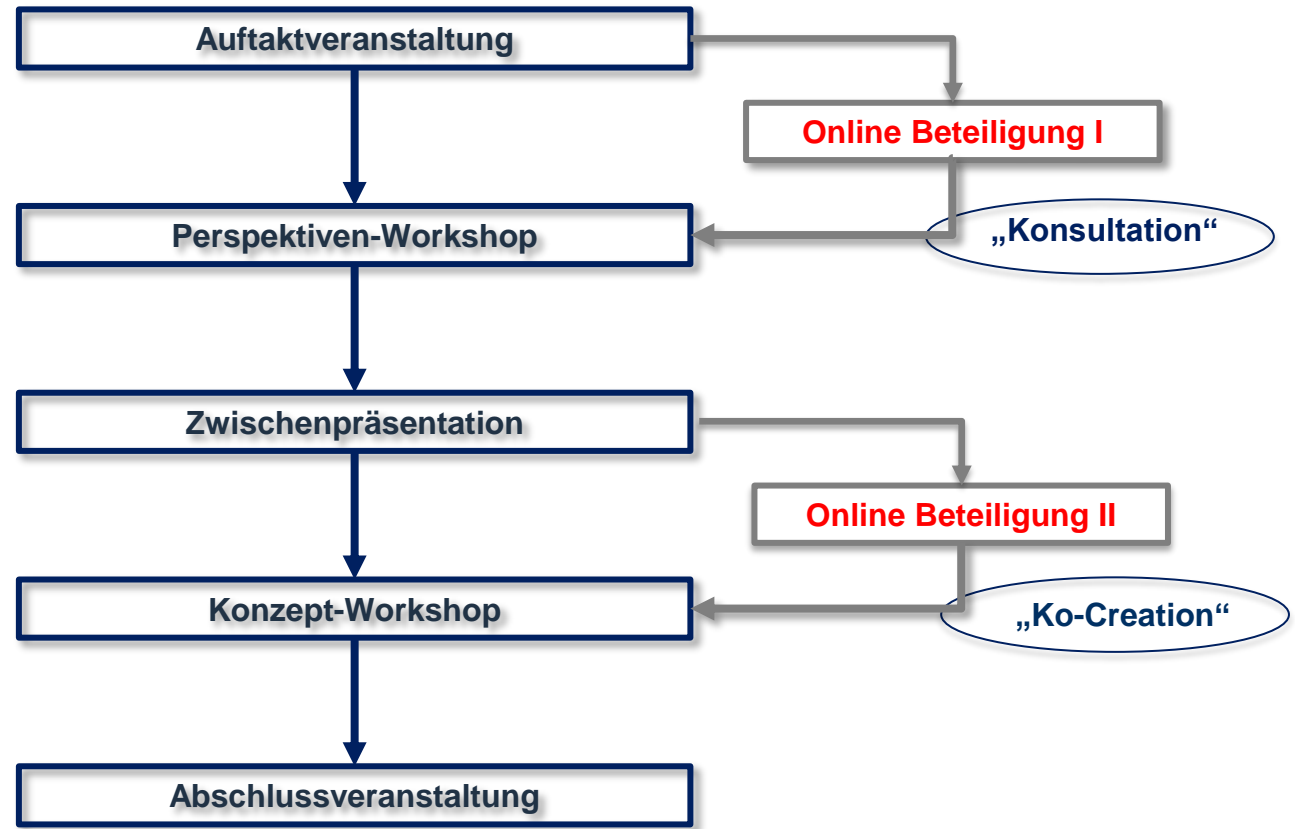 Auftaktveranstaltung
Online Beteiligung I
Perspektiven-Workshop
„Konsultation“
Zwischenpräsentation
Online Beteiligung II
Konzept-Workshop
„Ko-Creation“
Abschlussveranstaltung